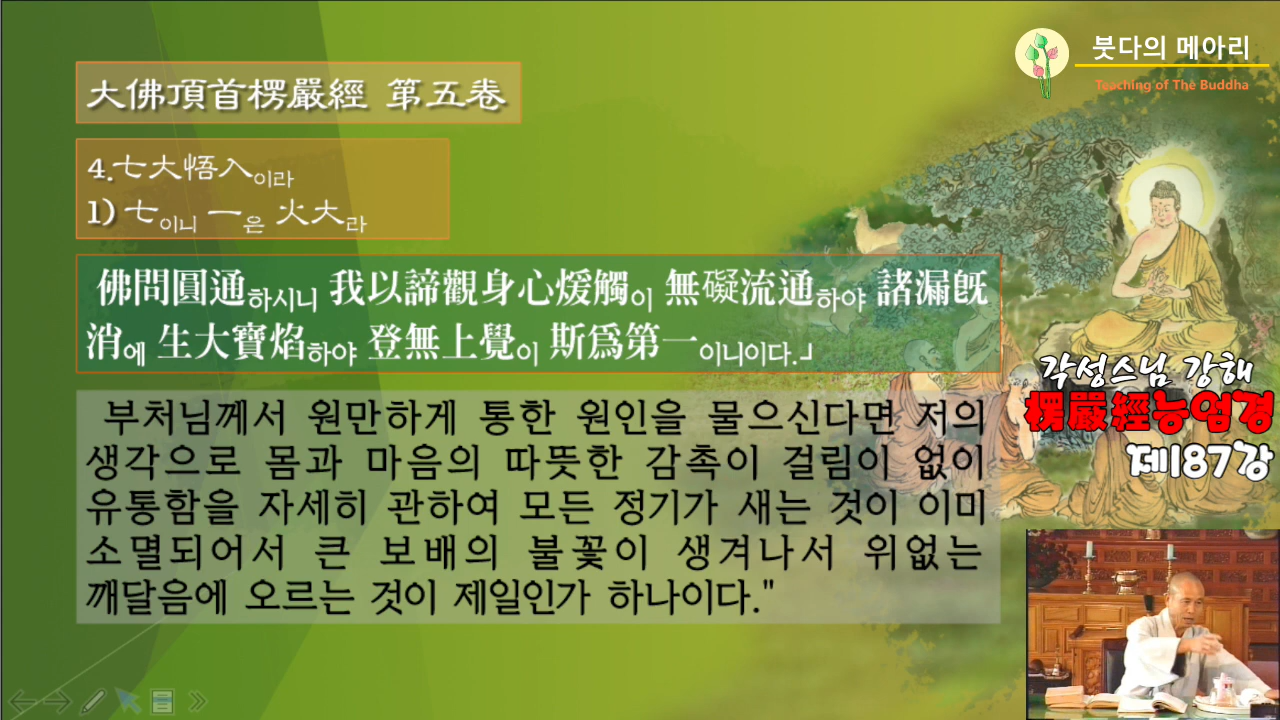 大佛頂首楞嚴經 第五卷
4.七大悟入이라
1) 七이니 一은 火大라
佛問圓通하시니 我以諦觀身心煖觸이 無礙流通하야 諸漏旣
消에 生大寶焰하야 登無上覺이 斯爲第一이니이다.」
부처님께서 원만하게 통한 원인을 물으신다면 저의
생각으로 몸과 마음의 따뜻한 감촉이 걸림이 없이
유통함을 자세히 관하여 모든 정기가 새는 것이 이미
소멸되어서 큰 보배의 불꽃이 생겨나서 위없는
깨달음에 오르는 것이 제일인가 하나이다."
붓다의 메아리
Teaching of The Buddha
각성스님 강해
楞嚴經능엄경
제187강